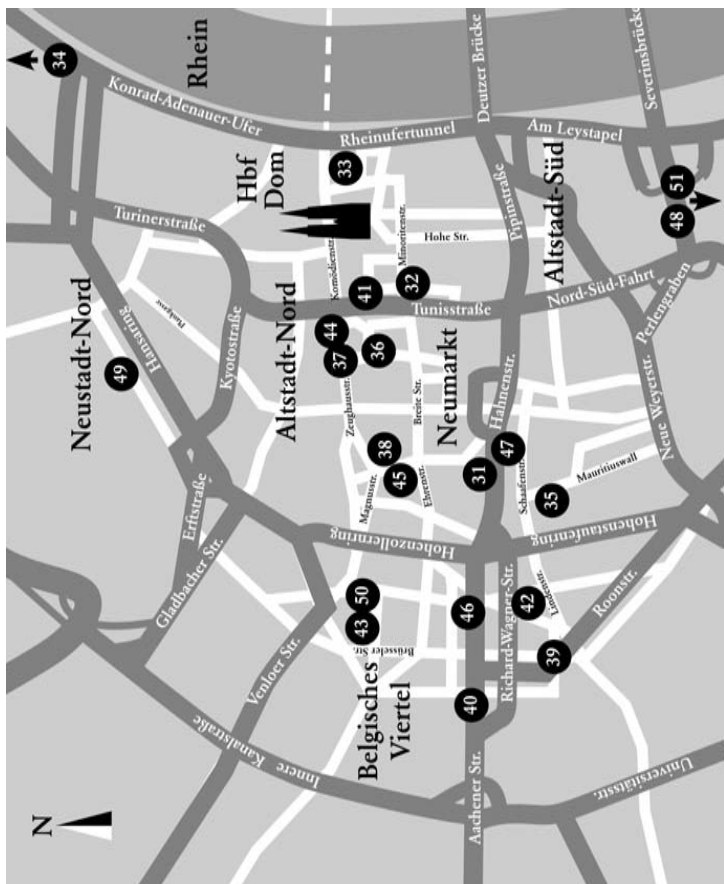 N
34
Neustadt-Nord
49
Hansaring
Konrad-Adenauer-Ufer
Rhein
Turinerstraße
Plankgasse
Kyotostraße
Erftstraße
Gladbacher Str.
Venloer Str.
Innere Kanalstraße
Altstadt-Nord
Hbf
Dom
33
Komödienstr.
Rheinufertunnel
44
41
37
36
Zeughausstr.
32
Minoritenstr.
Hohe Str.
Tunisstraße
Breite Str.
38
45
Magnusstr.
Ehrenstr.
Hohenzollernring
50
43
Brüsseler Str.
Belgisches
Viertel
Neumarkt
Deutzer Brücke
Pipinstraße
Hahnenstr.
31
47
46
40
Aachener Str.
Richard-Wagner-Str.
Am Leystapel
Altstadt-Süd
Schaafenstr.
35
Mauritiuswall
42
Lindenstr.
39
Hohenstaufenring
Roonstr.
Nord-Süd-Fahrt
Perlengraben
Neue Weyerstr.
Severinsbrücke
51
48
Universitätsstr.